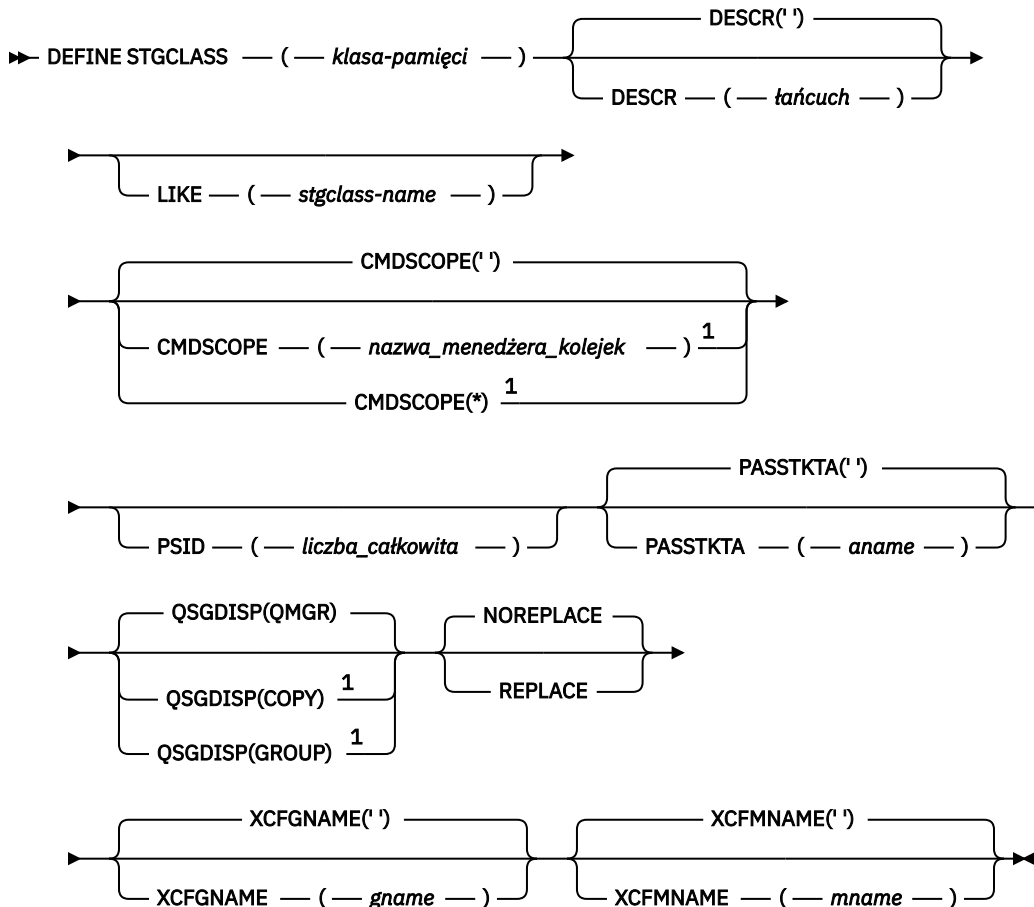 DESCR(' ')
DEFINE STGCLASS ( klasa-pamięci )
DESCR ( łańcuch )
LIKE ( stgclass-name )
CMDSCOPE(' ')
CMDSCOPE ( nazwa_menedżera_kolejek ) 1
CMDSCOPE(*) 1
PASSTKTA(' ')
PSID ( liczba_całkowita ) PASSTKTA ( aname )
QSGDISP(QMGR) NOREPLACE
QSGDISP(COPY) 1 REPLACE
QSGDISP(GROUP) 1
XCFGNAME(' ') XCFMNAME(' ')
XCFGNAME ( gname ) XCFMNAME ( mname )